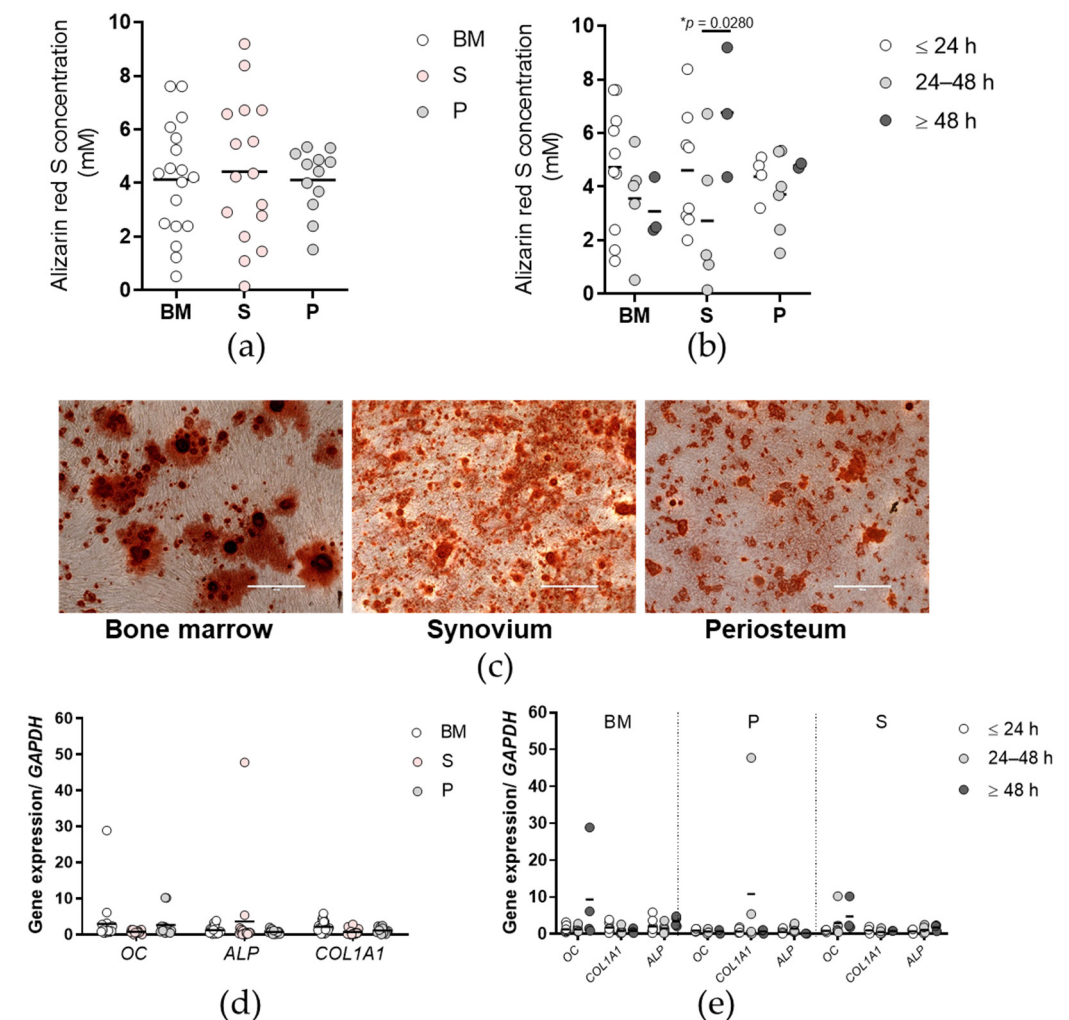 Alizarin red S concentration
(mM)
10
8
6
4
2
0
BM
S
P
BM
S
P
(a)
Alizarin red S concentration
(mM)
10
8
6
4
2
0
*p = 0.0280
BM
S
P
≤ 24 h
24–48 h
≥ 48 h
(b)
Bone marrow
Synovium
Periosteum
(c)
Gene expression/ GAPDH
60
50
40
30
20
10
0
OC
ALP
COL1A1
BM
S
P
(d)
Gene expression/ GAPDH
60
50
40
30
20
10
0
BM
P
S
OC
COL1A1
ALP
OC
COL1A1
ALP
OC
COL1A1
ALP
≤ 24 h
24–48 h
≥ 48 h
(e)